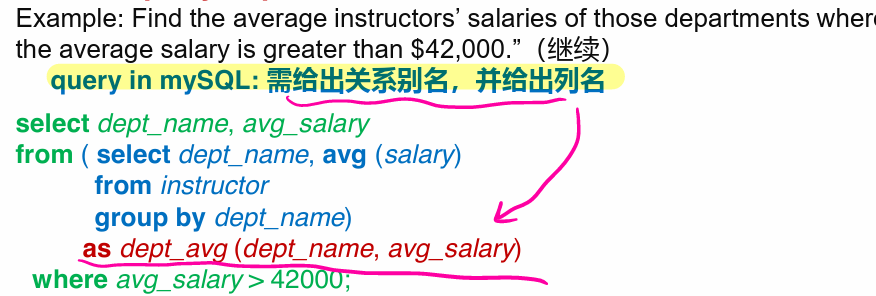 Example: Find the average instructors’ salaries of those departments where
the average salary is greater than $42,000.”（继续）
query in mySQL: 需给出关系别名，并给出列名
select dept_name, avg_salary
from ( select dept_name, avg (salary)
from instructor
group by dept_name)
as dept_avg (dept_name, avg_salary)
where avg_salary > 42000;